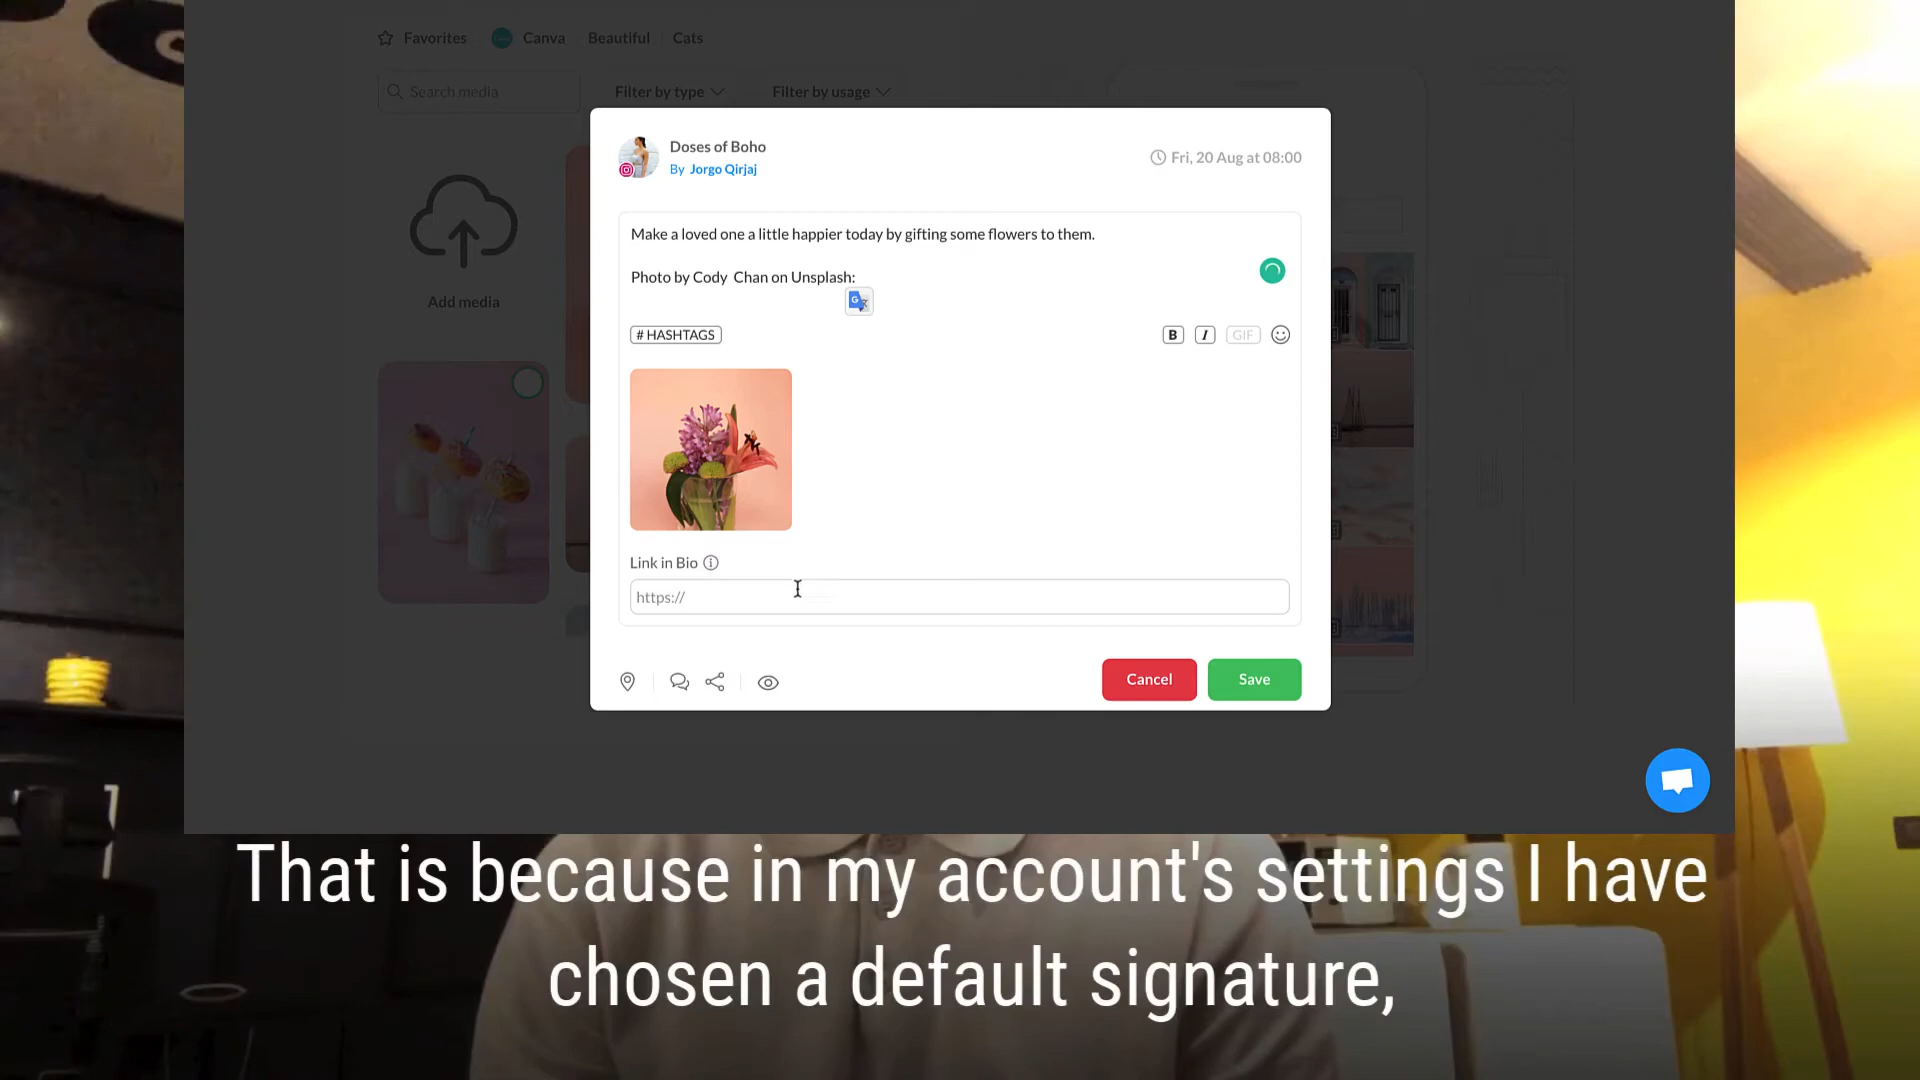 Favorites Canva Beautiful Cats
Search media Filter by type Filter by usage
Add media
Doses of Boho
By Jorgo Qirjaj
Fri, 20 Aug at 08:00
Make a loved one a little happier today by gifting some flowers to them.
Photo by Cody  Chan on Unsplash:
G
# HASHTAGS
B I GIF
Link in Bio
https://
Cancel Save
That is because in my account's settings I have
chosen a default signature,